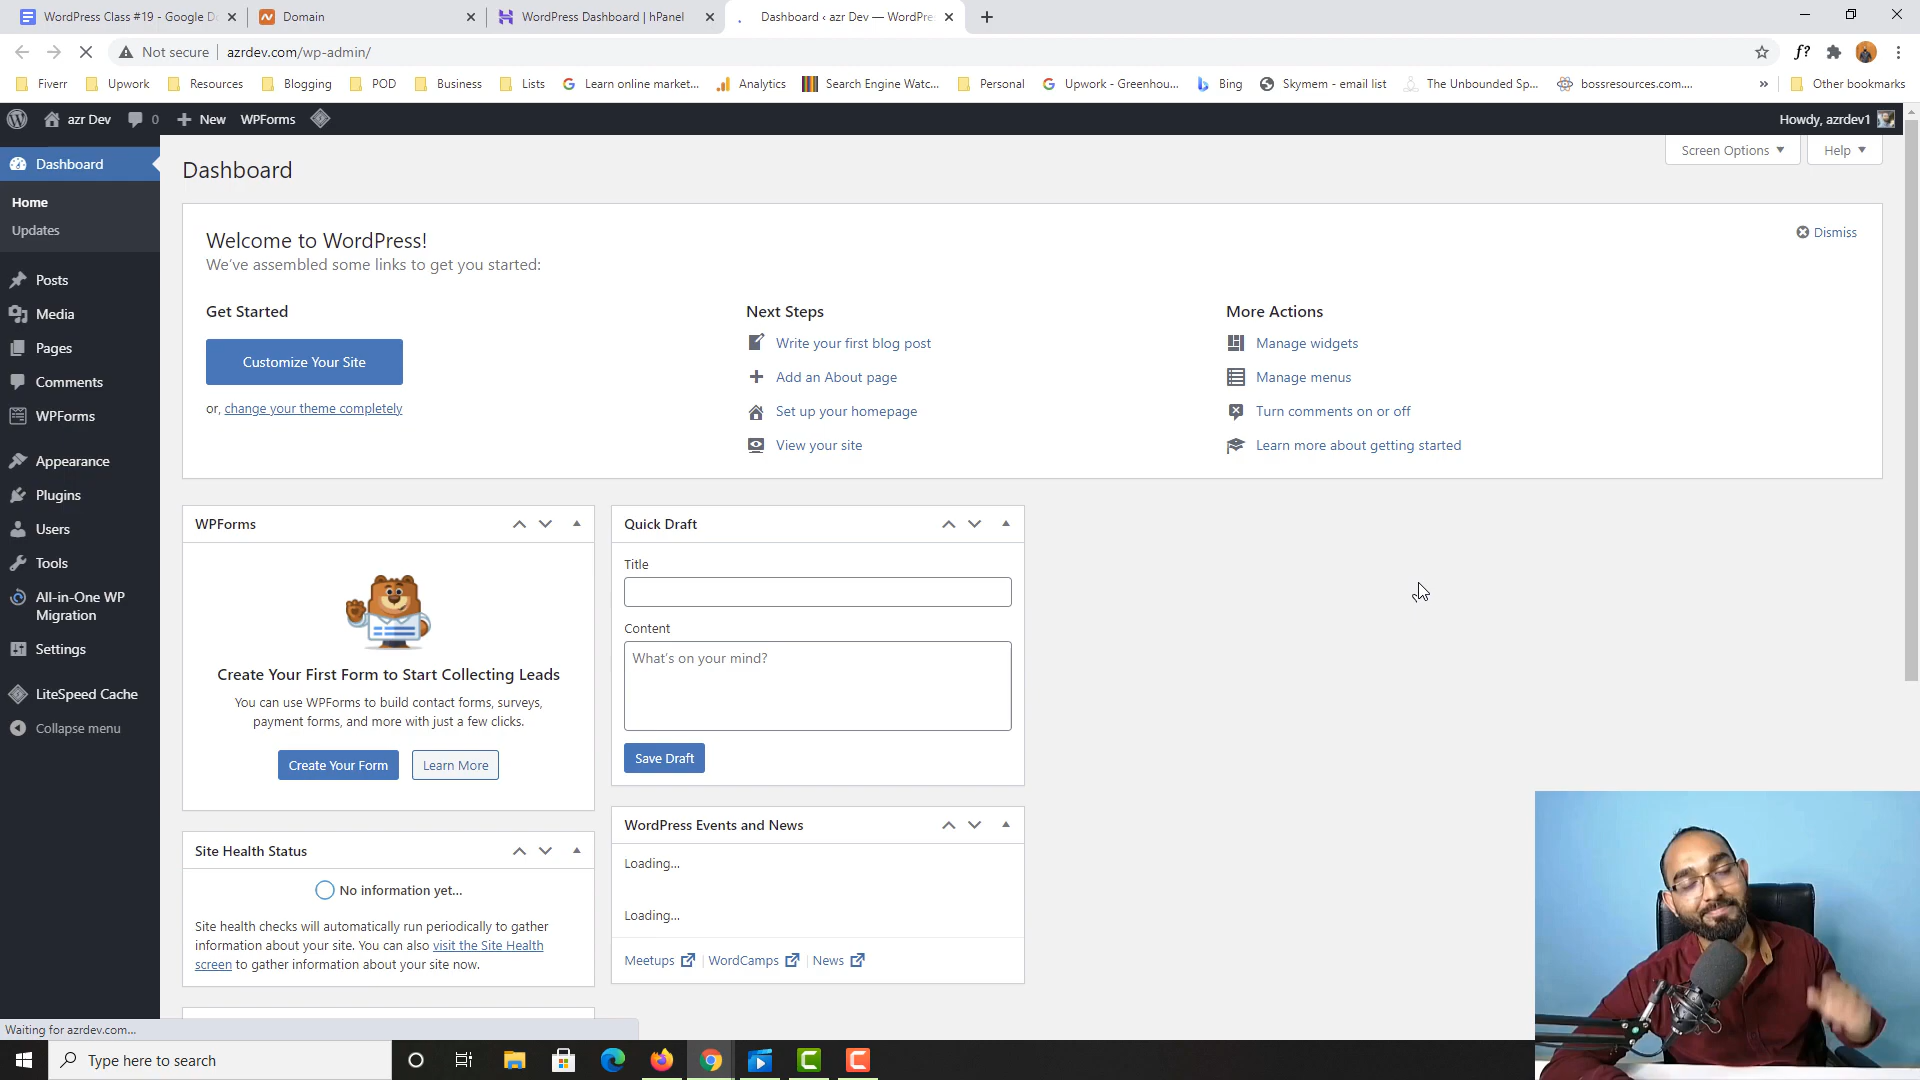 WordPress Class #19 - Google D
Domain
WordPress Dashboard | hPanel
Dashboard ‹ azr Dev — WordPre
Not secure
azrdev.com/wp-admin/
f?
Fiverr
Upwork
Resources
Blogging
POD
Business
Lists
Learn online market...
Analytics
Search Engine Watc...
Personal
Upwork - Greenhou...
Bing
Skymem - email list
The Unbounded Sp...
bossresources.com....
»
Other bookmarks
azr Dev
0
New
WPForms
Howdy, azrdev1
Dashboard
Home
Updates
Posts
Media
Pages
Comments
WPForms
Appearance
Plugins
Users
Tools
All-in-One WP
Migration
Settings
LiteSpeed Cache
Collapse menu
Screen Options
Help
Dashboard
Welcome to WordPress!
We've assembled some links to get you started:
Dismiss
Get Started
Customize Your Site
or, change your theme completely
Next Steps
Write your first blog post
Add an About page
Set up your homepage
View your site
More Actions
Manage widgets
Manage menus
Turn comments on or off
Learn more about getting started
WPForms
Create Your First Form to Start Collecting Leads
You can use WPForms to build contact forms, surveys,
payment forms, and more with just a few clicks.
Create Your Form
Learn More
Site Health Status
No information yet...
Site health checks will automatically run periodically to gather
information about your site. You can also visit the Site Health
screen to gather information about your site now.
Quick Draft
Title
Content
What's on your mind?
Save Draft
WordPress Events and News
Loading...
Loading...
Meetups | WordCamps | News
Waiting for azrdev.com...
Type here to search